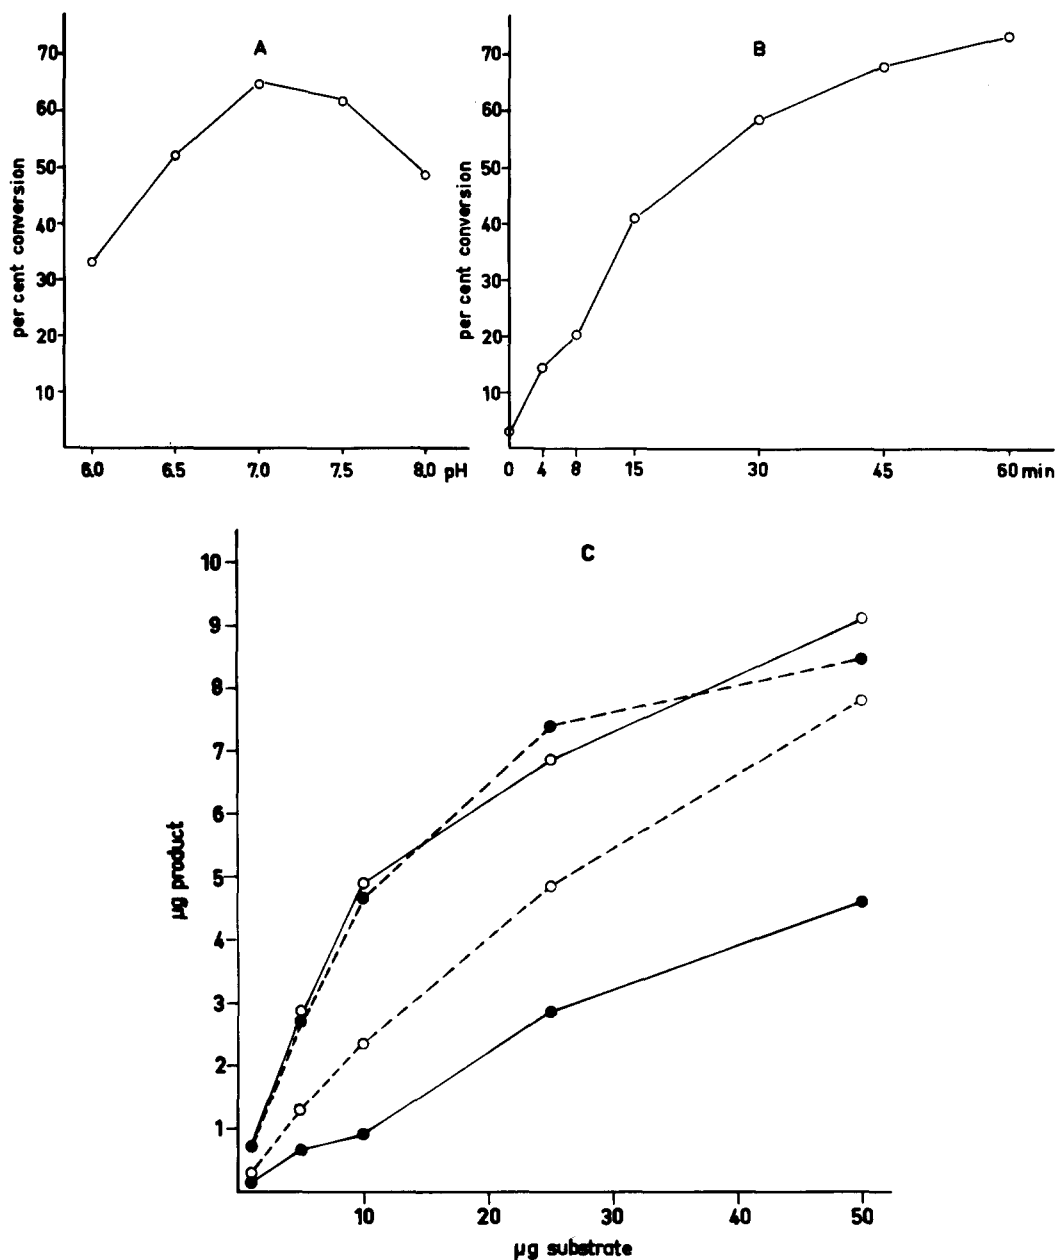 A
70
60
50
40
30
20
10
per cent conversion
6.0 6.5 7.0 7.5 8.0 pH
B
70
60
50
40
30
20
10
per cent conversion
0 4 8 15 30 45 60 min
C
10
9
8
7
6
5
4
3
2
1
µg product
10 20 30 40 50
µg substrate